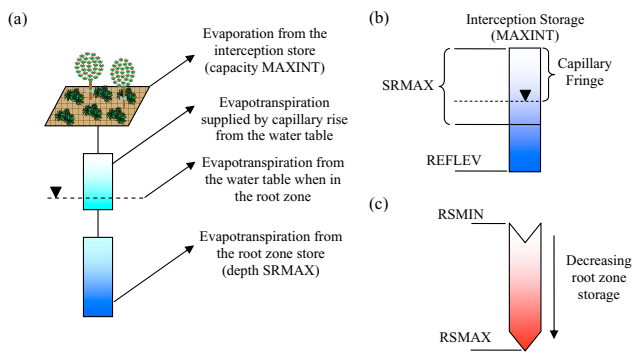 (a)
Evaporation from the
interception store
(capacity MAXINT)
Evapotranspiration
supplied by capillary rise
from the water table
Evapotranspiration from
the water table when in
the root zone
Evapotranspiration from
the root zone store
(depth SRMAX)
(b)
Interception Storage
(MAXINT)
Capillary
Fringe
SRMAX
REFLEV
(c)
RSMIN
Decreasing
root zone
storage
RSMAX